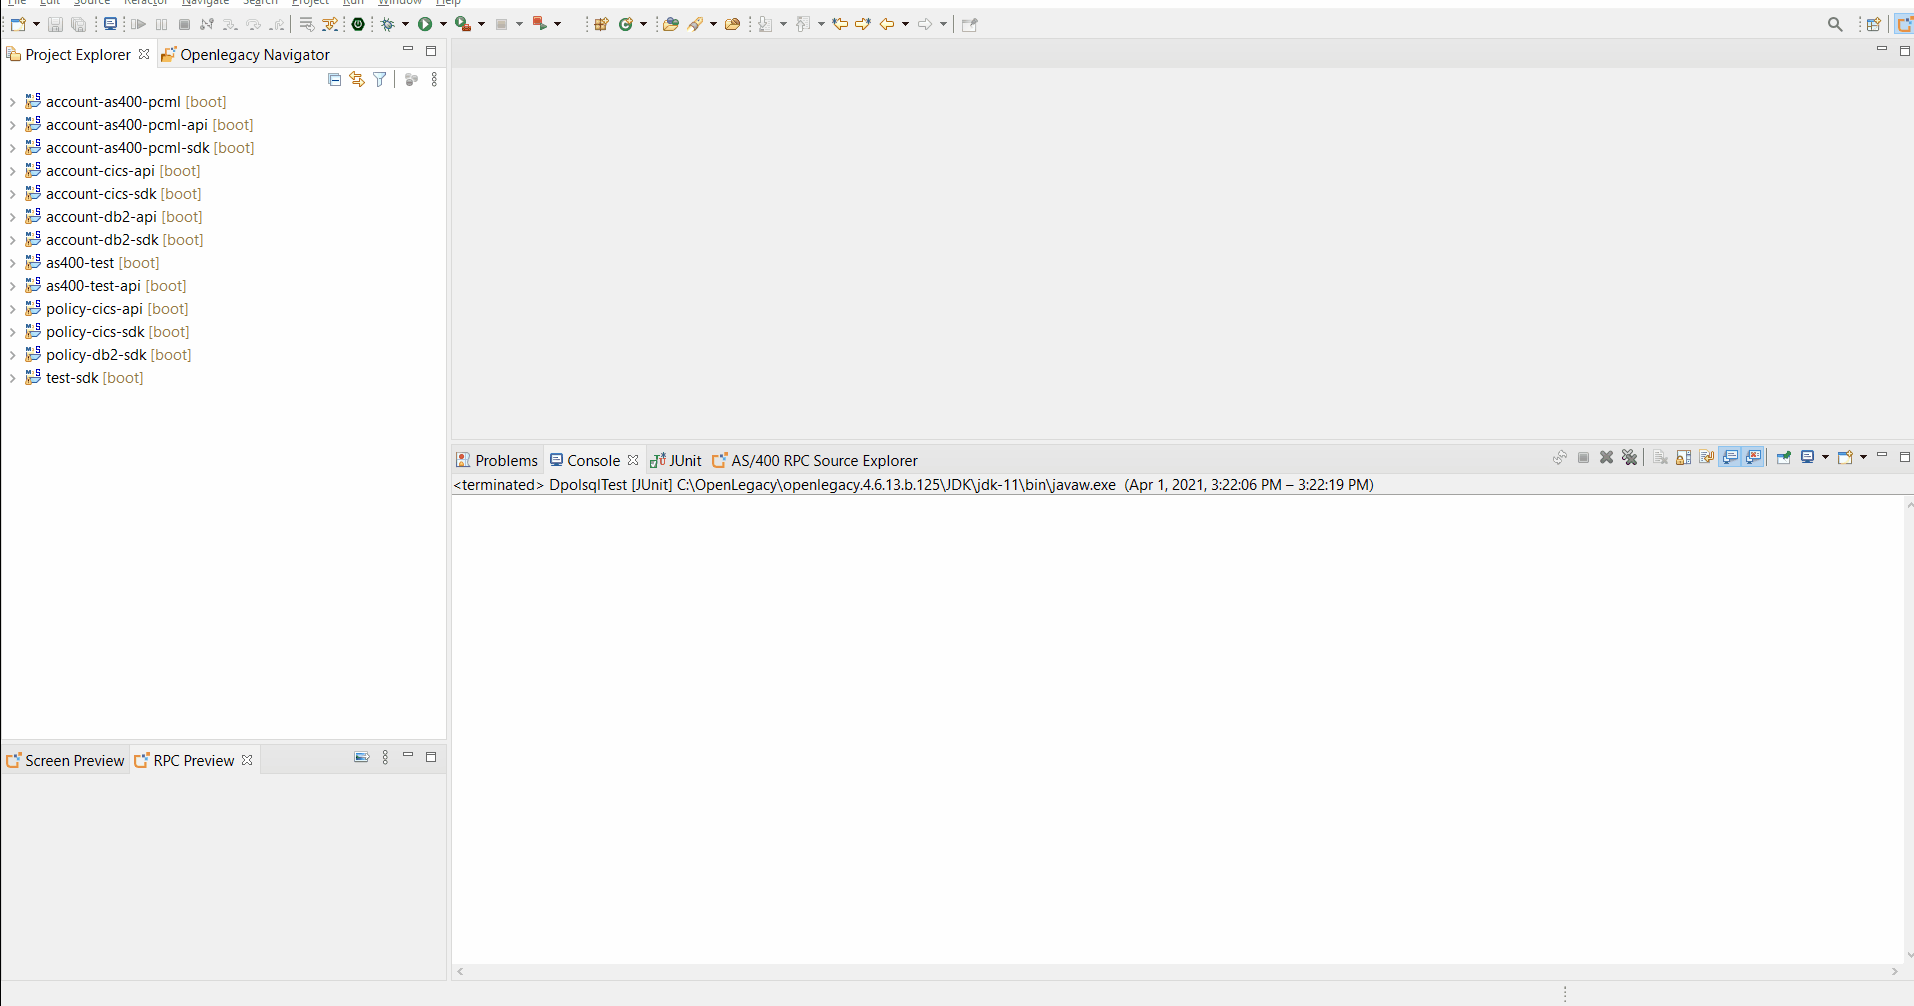 File Edit Source Refactor Navigate Search Project Run Window Help
Project Explorer Openlegacy Navigator
account-as400-pcml [boot]
account-as400-pcml-api [boot]
account-as400-pcml-sdk [boot]
account-cics-api [boot]
account-cics-sdk [boot]
account-db2-api [boot]
account-db2-sdk [boot]
as400-test [boot]
as400-test-api [boot]
policy-cics-api [boot]
policy-cics-sdk [boot]
policy-db2-sdk [boot]
test-sdk [boot]
Problems Console JUnit AS/400 RPC Source Explorer
<terminated> DpolsqlTest [JUnit] C:\OpenLegacy\openlegacy.4.6.13.b.125\JDK\jdk-11\bin\javaw.exe (Apr 1, 2021, 3:22:06 PM – 3:22:19 PM)
Screen Preview RPC Preview